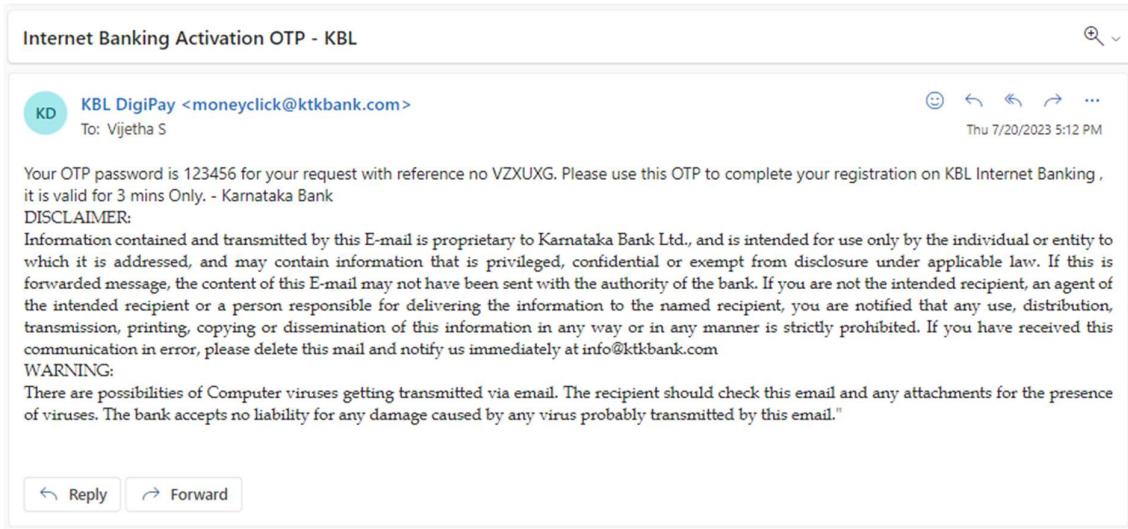 Internet Banking Activation OTP - KBL
KD
KBL DigiPay <moneyclick@ktkbank.com>
To: Vijetha S
Thu 7/20/2023 5:12 PM
Your OTP password is 123456 for your request with reference no VZXUXG. Please use this OTP to complete your registration on KBL Internet Banking ,
it is valid for 3 mins Only. - Karnataka Bank
DISCLAIMER:
Information contained and transmitted by this E-mail is proprietary to Karnataka Bank Ltd., and is intended for use only by the individual or entity to
which it is addressed, and may contain information that is privileged, confidential or exempt from disclosure under applicable law. If this is
forwarded message, the content of this E-mail may not have been sent with the authority of the bank. If you are not the intended recipient, an agent of
the intended recipient or a person responsible for delivering the information to the named recipient, you are notified that any use, distribution,
transmission, printing, copying or dissemination of this information in any way or in any manner is strictly prohibited. If you have received this
communication in error, please delete this mail and notify us immediately at info@ktkbank.com
WARNING:
There are possibilities of Computer viruses getting transmitted via email. The recipient should check this email and any attachments for the presence
of viruses. The bank accepts no liability for any damage caused by any virus probably transmitted by this email."
Reply
Forward